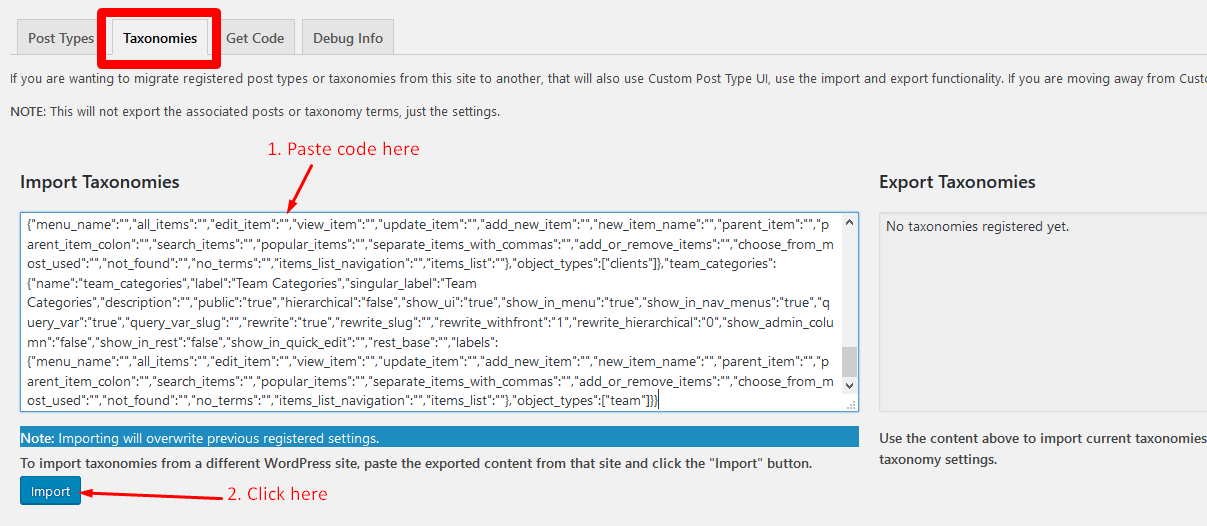 Post Types
Taxonomies
Get Code
Debug Info
If you are wanting to migrate registered post types or taxonomies from this site to another, that will also use Custom Post Type UI, use the import and export functionality. If you are moving away from Custo
NOTE: This will not export the associated posts or taxonomy terms, just the settings.
1. Paste code here
Import Taxonomies
{"menu_name":"","all_items":"","edit_item":"","view_item":"","update_item":"","add_new_item":"","new_item_name":"","parent_item":"","p
arent_item_colon":"","search_items":"","popular_items":"","separate_items_with_commas":"","add_or_remove_items":"","choose_from_m
ost_used":"","not_found":"","no_terms":"","items_list_navigation":"","items_list":""},"object_types":["clients"]},"team_categories":
{"name":"team_categories","label":"Team Categories","singular_label":"Team
Categories","description":"","public":"true","hierarchical":"false","show_ui":"true","show_in_menu":"true","show_in_nav_menus":"true","q
uery_var":"true","query_var_slug":"","rewrite":"true","rewrite_slug":"","rewrite_withfront":"1","rewrite_hierarchical":"0","show_admin_colu
mn":"false","show_in_rest":"false","show_in_quick_edit":"","rest_base":"","labels":
{"menu_name":"","all_items":"","edit_item":"","view_item":"","update_item":"","add_new_item":"","new_item_name":"","parent_item":"","p
arent_item_colon":"","search_items":"","popular_items":"","separate_items_with_commas":"","add_or_remove_items":"","choose_from_m
ost_used":"","not_found":"","no_terms":"","items_list_navigation":"","items_list":""},"object_types":["team"]}}
Note: Importing will overwrite previous registered settings.
To import taxonomies from a different WordPress site, paste the exported content from that site and click the "Import" button.
Import
2. Click here
Export Taxonomies
No taxonomies registered yet.
Use the content above to import current taxonomies
taxonomy settings.